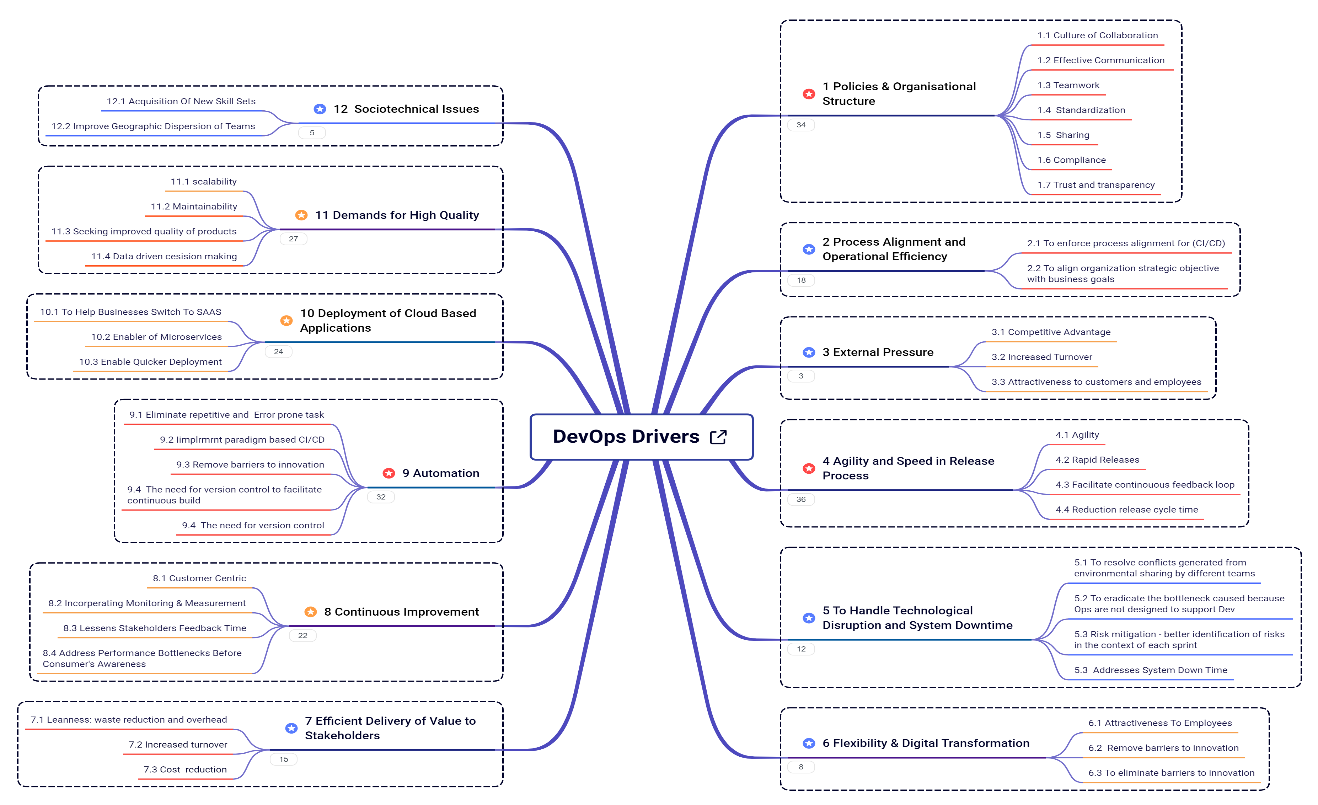 DevOps Drivers
1 Policies & Organisational
Structure
34
1.1 Culture of Collaboration
1.2 Effective Communication
1.3 Teamwork
1.4 Standardization
1.5 Sharing
1.6 Compliance
1.7 Trust and transparency
2 Process Alignment and
Operational Efficiency
18
2.1 To enforce process alignment for (CI/CD)
2.2 To align organization strategic objective
with business goals
3 External Pressure
3
3.1 Competitive Advantage
3.2 Increased Turnover
3.3 Attractiveness to customers and employees
4 Agility and Speed in Release
Process
36
4.1 Agility
4.2 Rapid Releases
4.3 Facilitate continouous feedback loop
4.4 Reduction release cycle time
5 To Handle Technological
Disruption and System Downtime
12
5.1 To resolve conflicts generated from
environmental sharing by different teams
5.2 To eradicate the bottleneck caused because
Ops are not designed to support Dev
5.3 Risk mitigation - better identification of risks
in the context of each sprint
5.3 Addresses System Down Time
6 Flexibility & Digital Transformation
8
6.1 Attractiveness To Employees
6.2 Remove barriers to innovation
6.3 To eliminate barriers to innovation
12 Sociotechnical Issues
5
12.1 Acquisition Of New Skill Sets
12.2 Improve Geographic Dispersion of Teams
11 Demands for High Quality
27
11.1 scalability
11.2 Maintainability
11.3 Seeking improved quality of products
11.4 Data driven cesision making
10 Deployment of Cloud Based
Applications
24
10.1 To Help Businesses Switch To SAAS
10.2 Enabler of Microservices
10.3 Enable Quicker Deployment
9 Automation
32
9.1 Eliminate repetitive and Error prone task
9.2 Iimplrmrnt paradigm based CI/CD
9.3 Remove barriers to innovation
9.4 The need for version control to facilitate
continuous build
9.4 The need for version control
8 Continuous Improvement
22
8.1 Customer Centric
8.2 Incorperating Monitoring & Measurement
8.3 Lessens Stakeholders Feedback Time
8.4 Address Performance Bottlenecks Before
Consumer's Awareness
7 Efficient Delivery of Value to
Stakeholders
15
7.1 Leanness: waste reduction and overhead
7.2 Increased turnover
7.3 Cost reduction